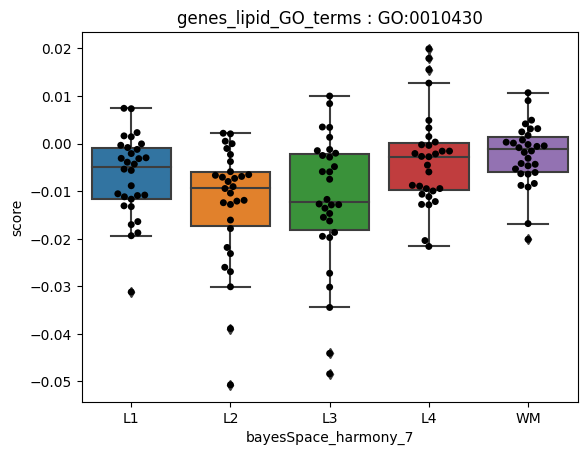 genes_lipid_GO_terms : GO:0010430
score
0.02
0.01
0.00
−0.01
−0.02
−0.03
−0.04
−0.05
L1 L2 L3 L4 WM
bayesSpace_harmony_7